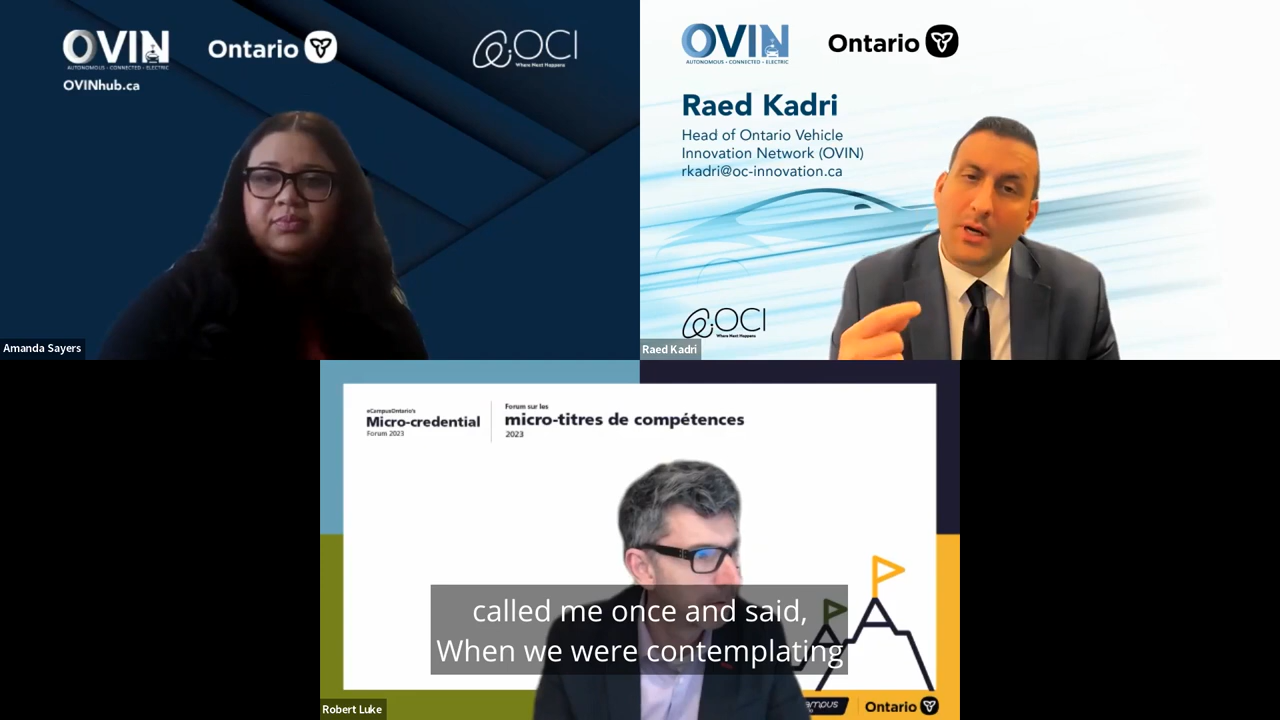 OVIN
AUTONOMOUS • CONNECTED • ELECTRIC
OVINhub.ca
Ontario
OCI
Where Next Happens
Amanda Sayers
OVIN
AUTONOMOUS • CONNECTED • ELECTRIC
Ontario
Raed Kadri
Head of Ontario Vehicle
Innovation Network (OVIN)
rkadri@oc-innovation.ca
OCI
Where Next Happens
Raed Kadri
eCampusOntario's
Micro-credential
Forum 2023
Forum sur les
micro-titres de compétences
2023
called me once and said,
When we were contemplating
Robert Luke
Ontario